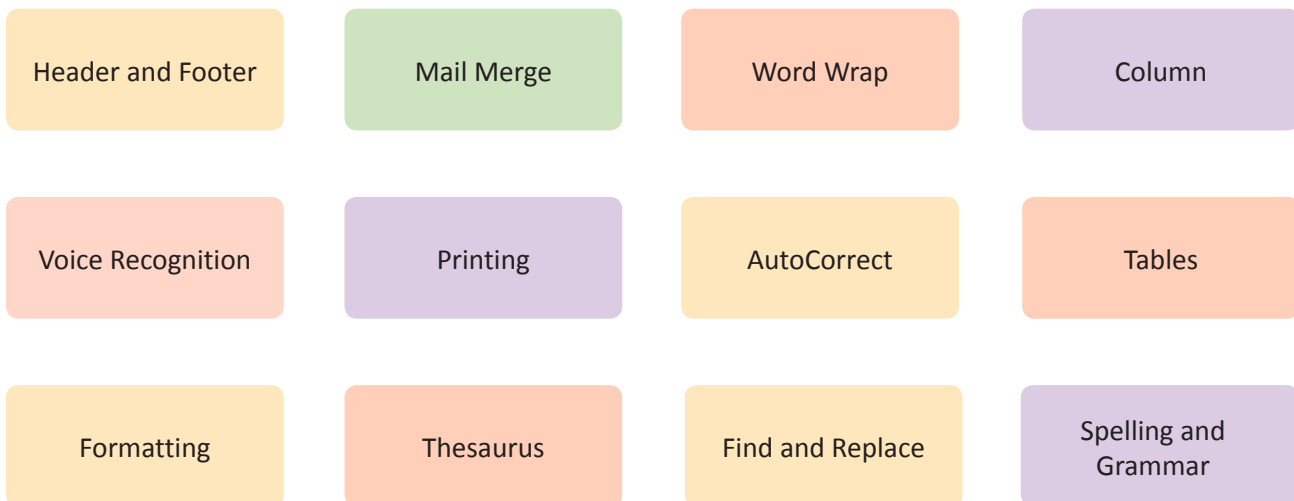 Header and Footer
Mail Merge
Word Wrap
Column
Voice Recognition
Printing
AutoCorrect
Tables
Formatting
Thesaurus
Find and Replace
Spelling and
Grammar